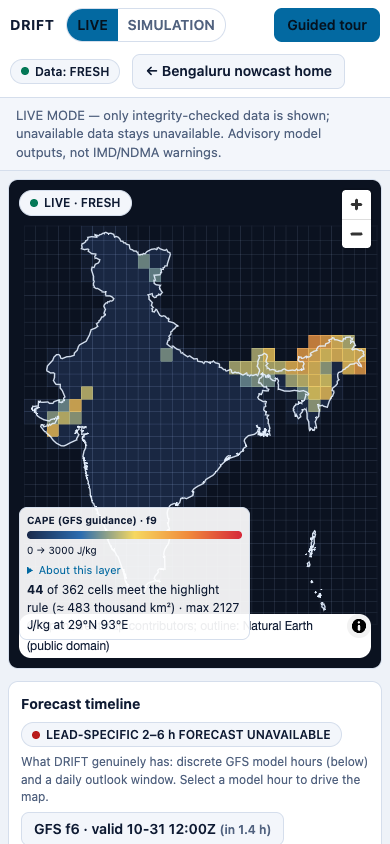 DRIFT LIVE SIMULATION Guided tour
Data: FRESH ← Bengaluru nowcast home
LIVE MODE — only integrity-checked data is shown;
unavailable data stays unavailable. Advisory model
outputs, not IMD/NDMA warnings.
LIVE · FRESH
+
−
CAPE (GFS guidance) · f9
0 → 3000 J/kg
About this layer
44 of 362 cells meet the highlight
rule (≈ 483 thousand km²) · max 2127
J/kg at 29°N 93°E
contributors; outline: Natural Earth
(public domain)
Forecast timeline
LEAD-SPECIFIC 2–6 h FORECAST UNAVAILABLE
What DRIFT genuinely has: discrete GFS model hours (below)
and a daily outlook window. Select a model hour to drive the
map.
GFS f6 · valid 10-31 12:00Z (in 1.4 h)